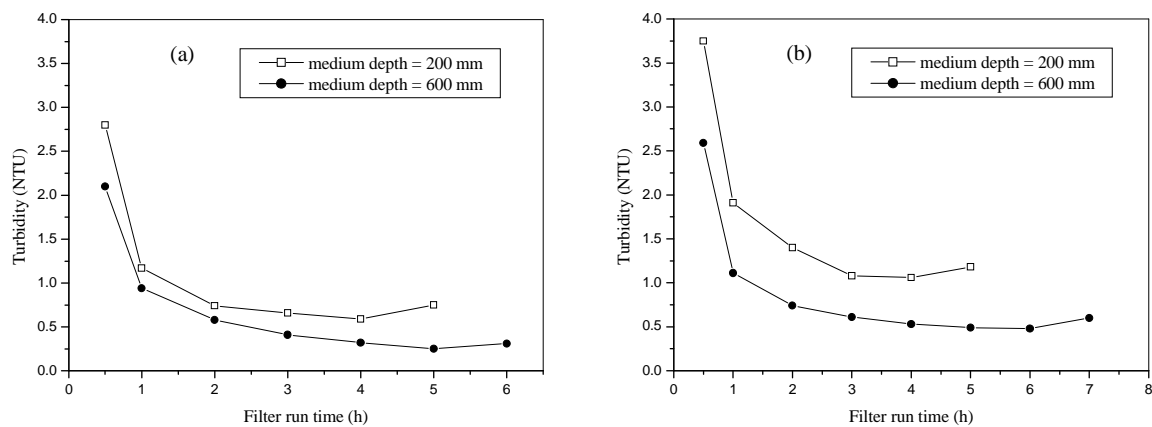 (a)
medium depth = 200 mm
medium depth = 600 mm
4.0
3.5
3.0
2.5
2.0
1.5
1.0
0.5
0.0
Turbidity (NTU)
0 1 2 3 4 5 6
Filter run time (h)
(b)
medium depth = 200 mm
medium depth = 600 mm
4.0
3.5
3.0
2.5
2.0
1.5
1.0
0.5
0.0
Turbidity (NTU)
0 1 2 3 4 5 6 7 8
Filter run time (h)